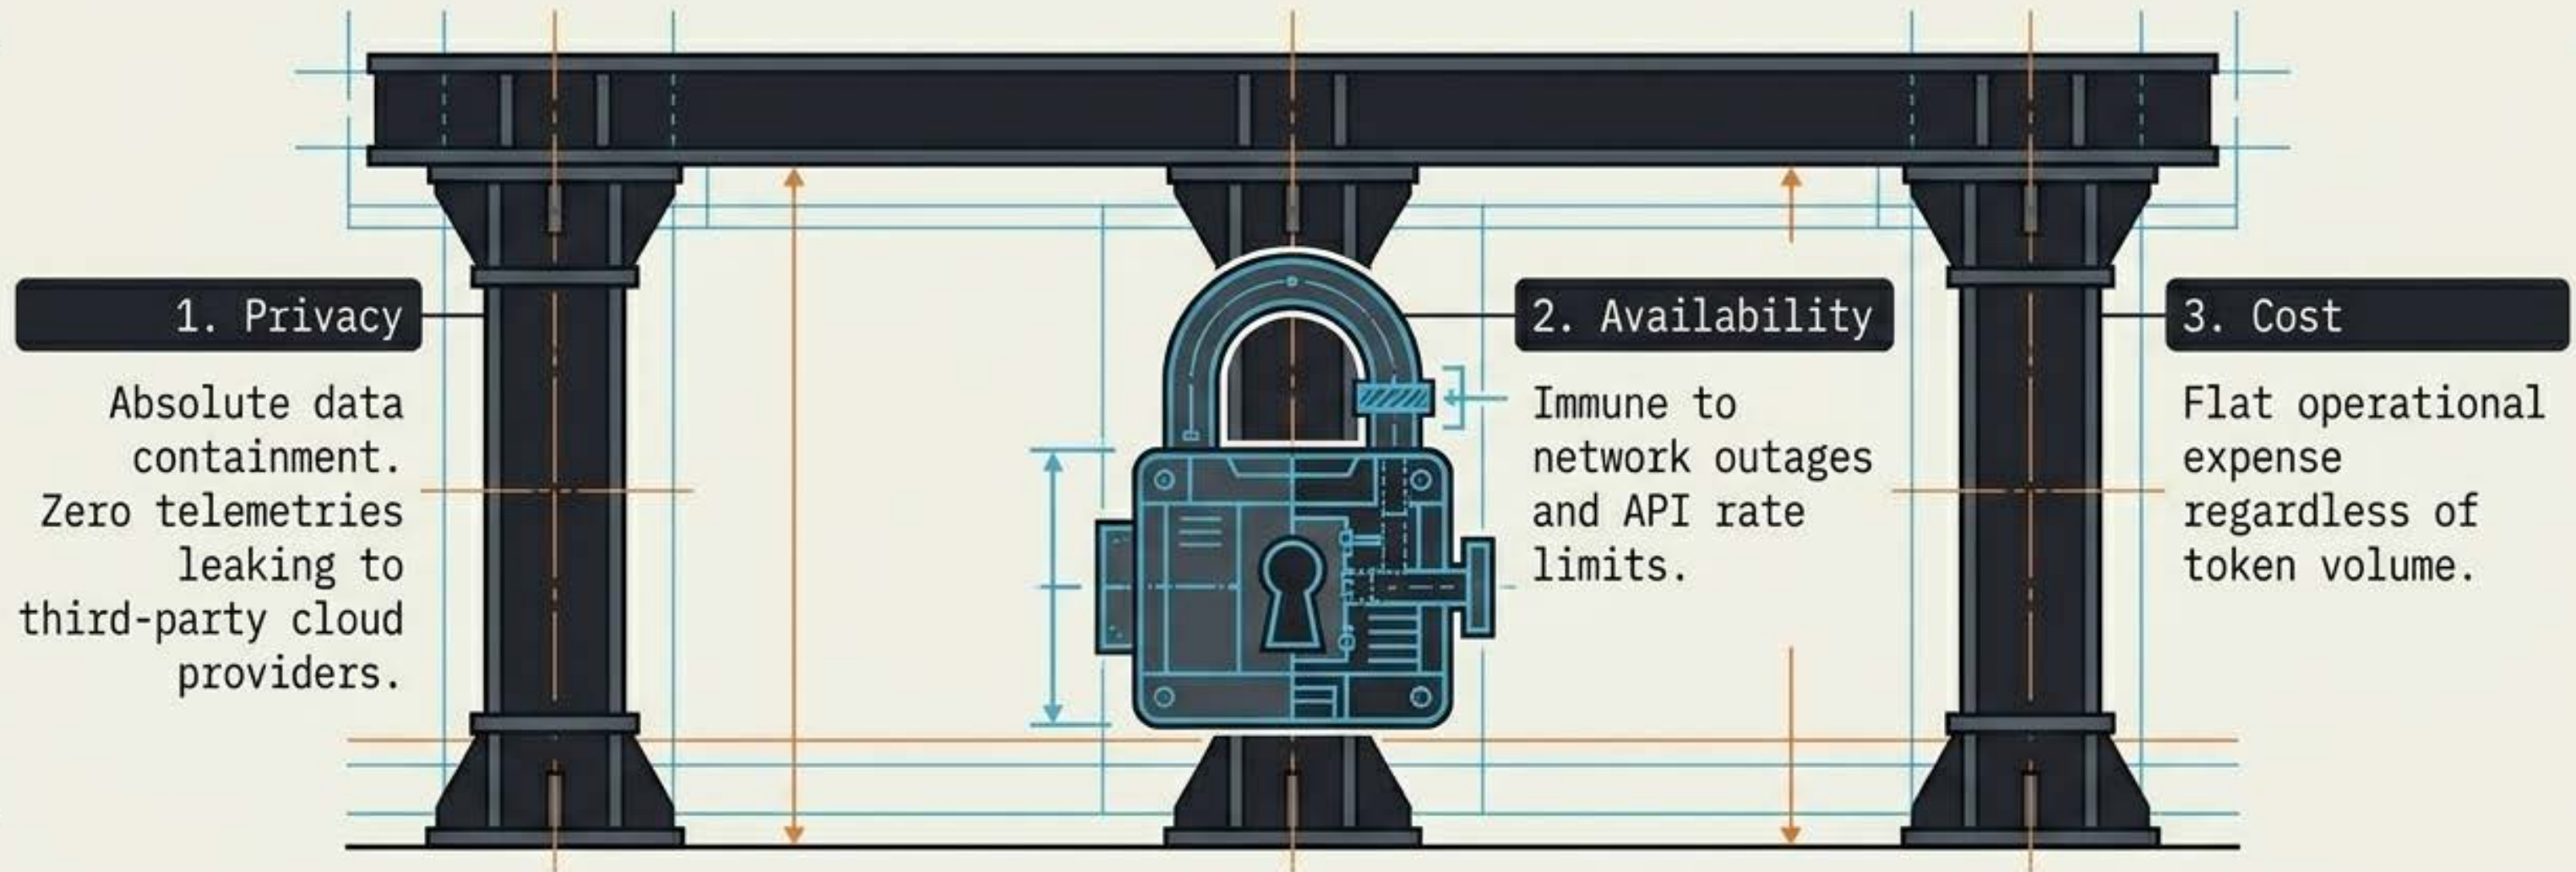 1. Privacy
Absolute data
containment.
Zero telemetries
leaking to
third-party cloud
providers.
2. Availability
Immune to
network outages
and API rate
limits.
3. Cost
Flat operational
expense
regardless of
token volume.